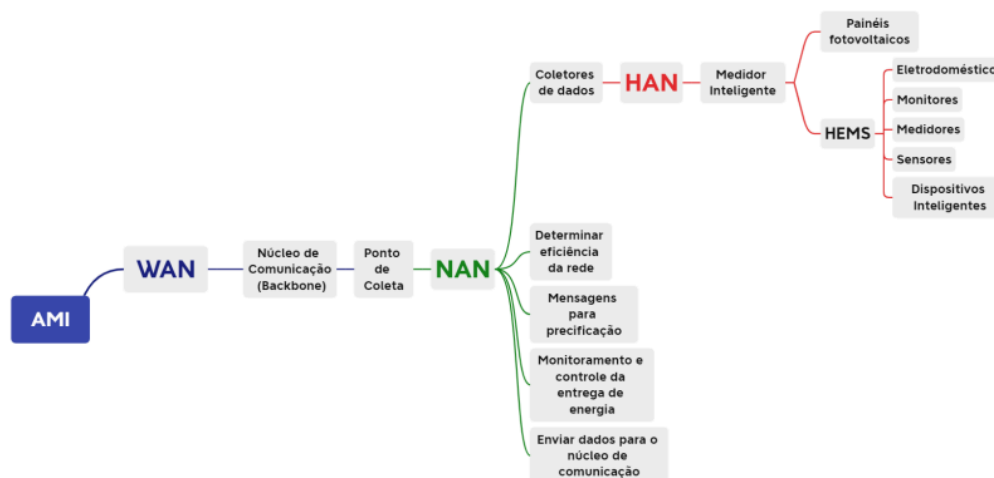 AMI
WAN
Núcleo de
Comunicação
(Backbone)
Ponto
de
Coleta
NAN
Coletores
de dados
HAN
Medidor
Inteligente
Painéis
fotovoltaicos
HEMS
Eletrodoméstico
Monitores
Medidores
Sensores
Dispositivos
Inteligentes
Determinar
eficiência
da rede
Mensagens
para
precificação
Monitoramento e
controle da
entrega de
energia
Enviar dados para o
núcleo de
comunicação